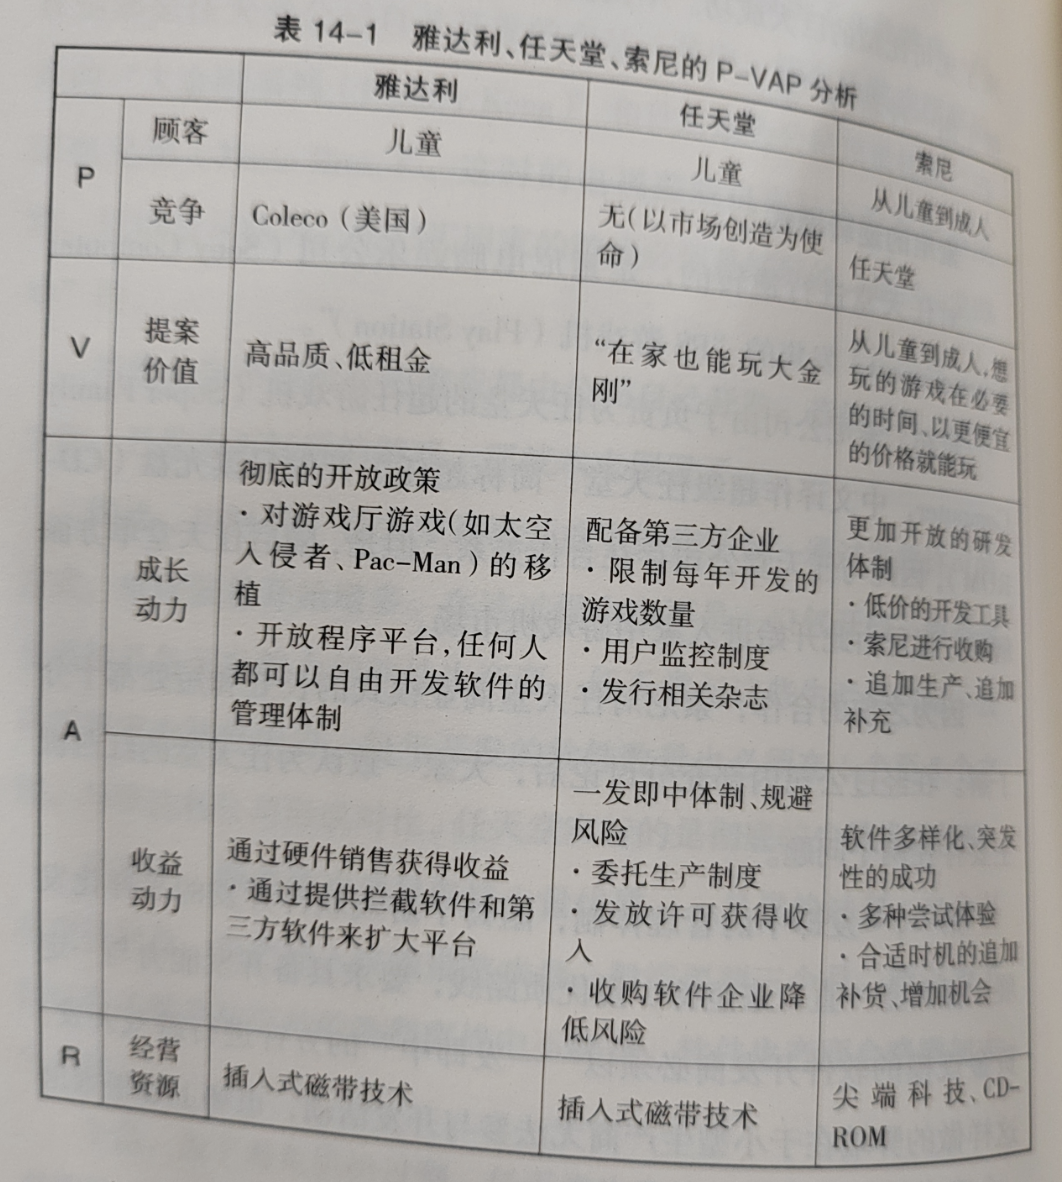 表 14-1 雅达利、任天堂、索尼的 P-VAP 分析
雅达利
任天堂
索尼
P
顾客
儿童
儿童
从儿童到成人
竞争
Coleco（美国）
无（以市场创造为使
命）
任天堂
V
提案
价值
高品质、低租金
“在家也能玩大金
刚”
从儿童到成人，想
玩的游戏在必要
的时间、以更便宜
的价格就能玩
A
成长
动力
彻底的开放政策
·对游戏厅游戏（如太空
入侵者、Pac-Man）的移
植
·开放程序平台，任何人
都可以自由开发软件的
管理体制
配备第三方企业
·限制每年开发的
游戏数量
·用户监控制度
·发行相关杂志
更加开放的研发
体制
·低价的开发工具
·索尼进行收购
·追加生产、追加
补充
收益
动力
通过硬件销售获得收益
·通过提供拦截软件和第
三方软件来扩大平台
一发即中体制、规避
风险
·委托生产制度
·发放许可获得收
入
·收购软件企业降
低风险
软件多样化、突发
性的成功
·多种尝试体验
·合适时机的追加
补货、增加机会
R
经营
资源
插入式磁带技术
插入式磁带技术
尖端科技、CD-
ROM